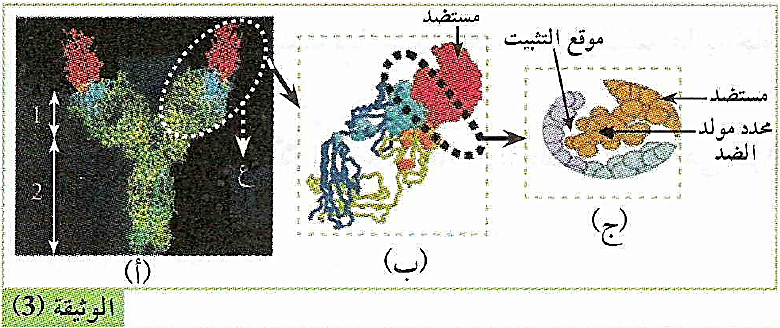 مستضد
موقع التثبيت
مستضد
محدد مولد
الضد
1
2
ع
(أ)
(ب)
(ج)
الوثيقة (3)